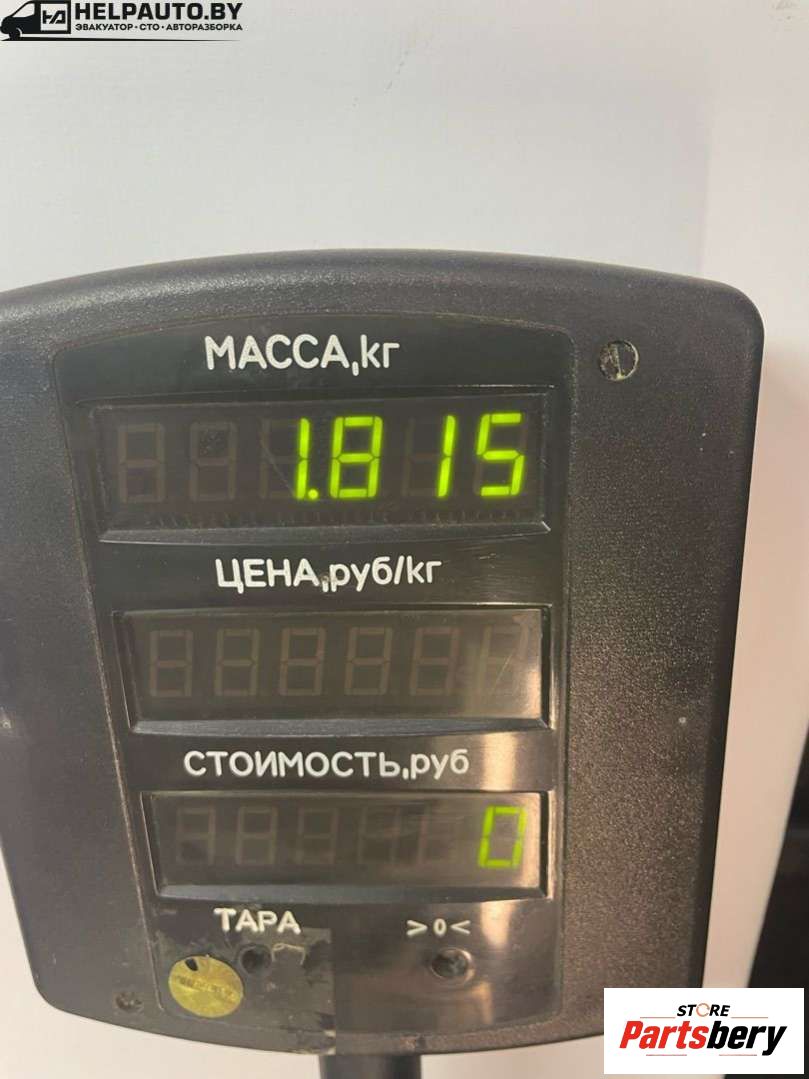 HELPAUTO.BY
ЭВАКУАТОР • СТО • АВТОРАЗБОРКА
МАССА,кг
1.815
ЦЕНА,руб/кг
СТОИМОСТЬ,руб
0
ТАРА >0<
STORE
Partsbery